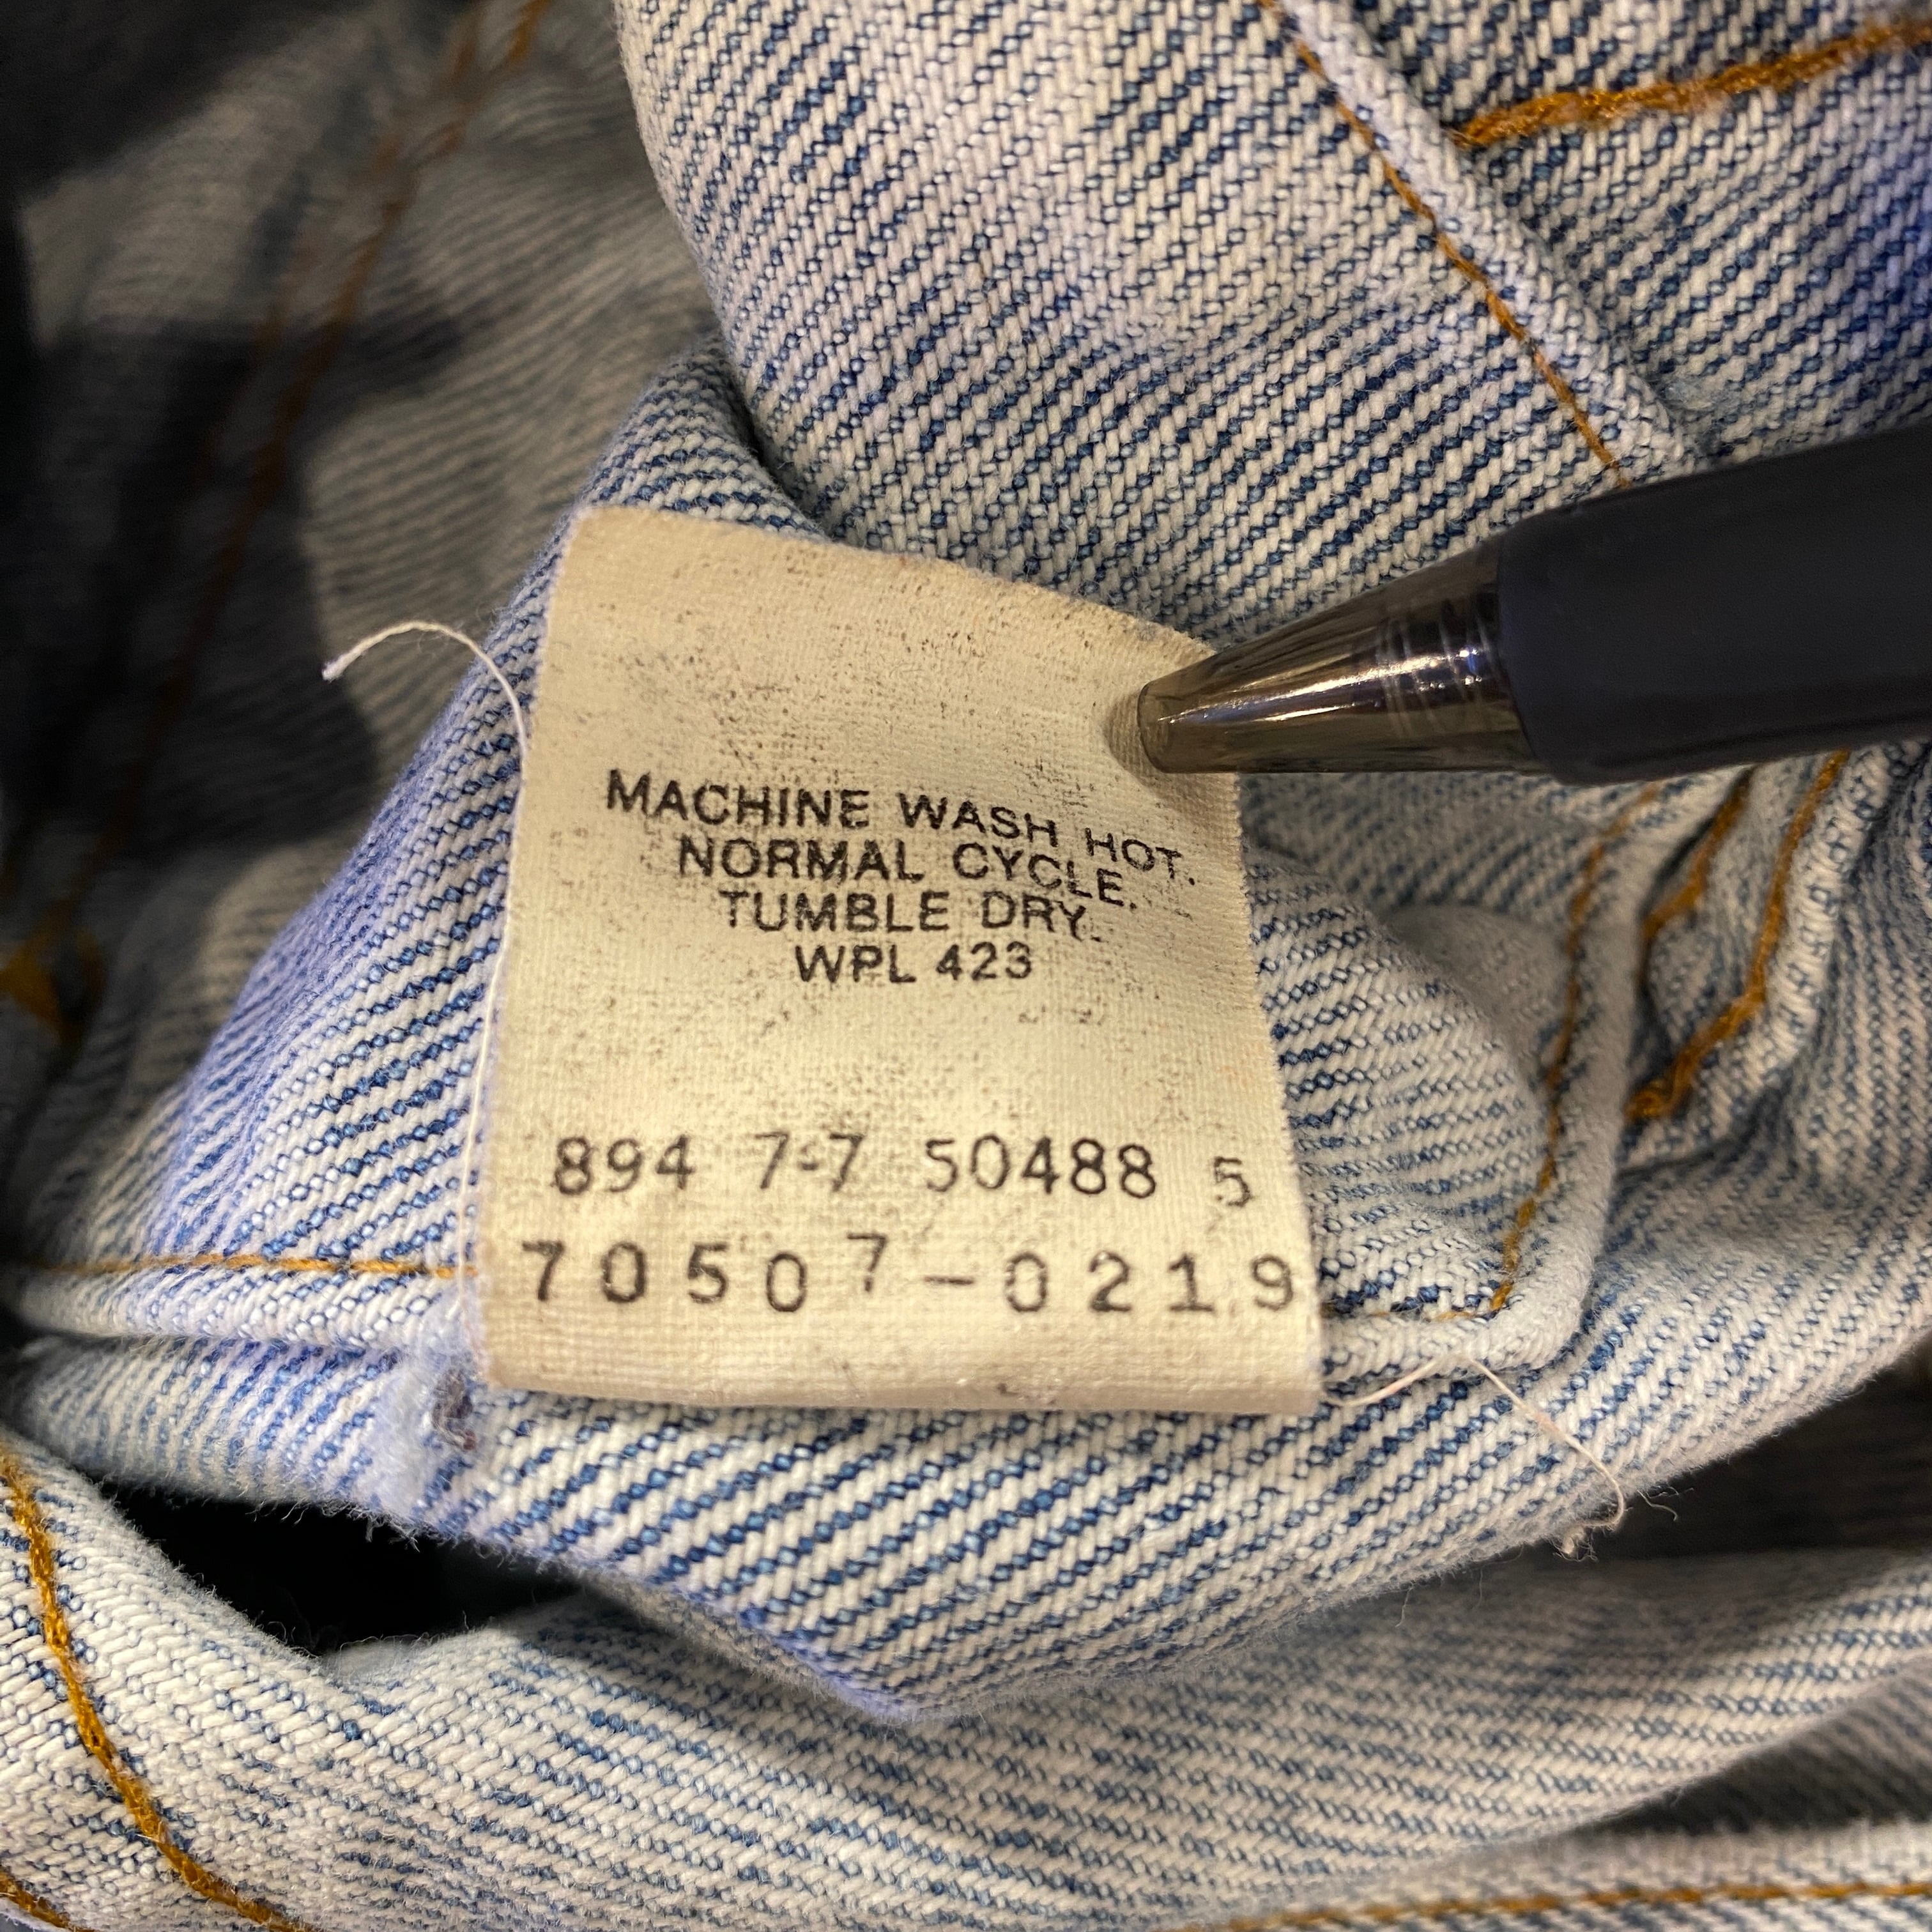 MACHINE WASH HOT.
NORMAL CYCLE.
TUMBLE DRY.
WPL 423
894 7-7 50488 5
70507-0219